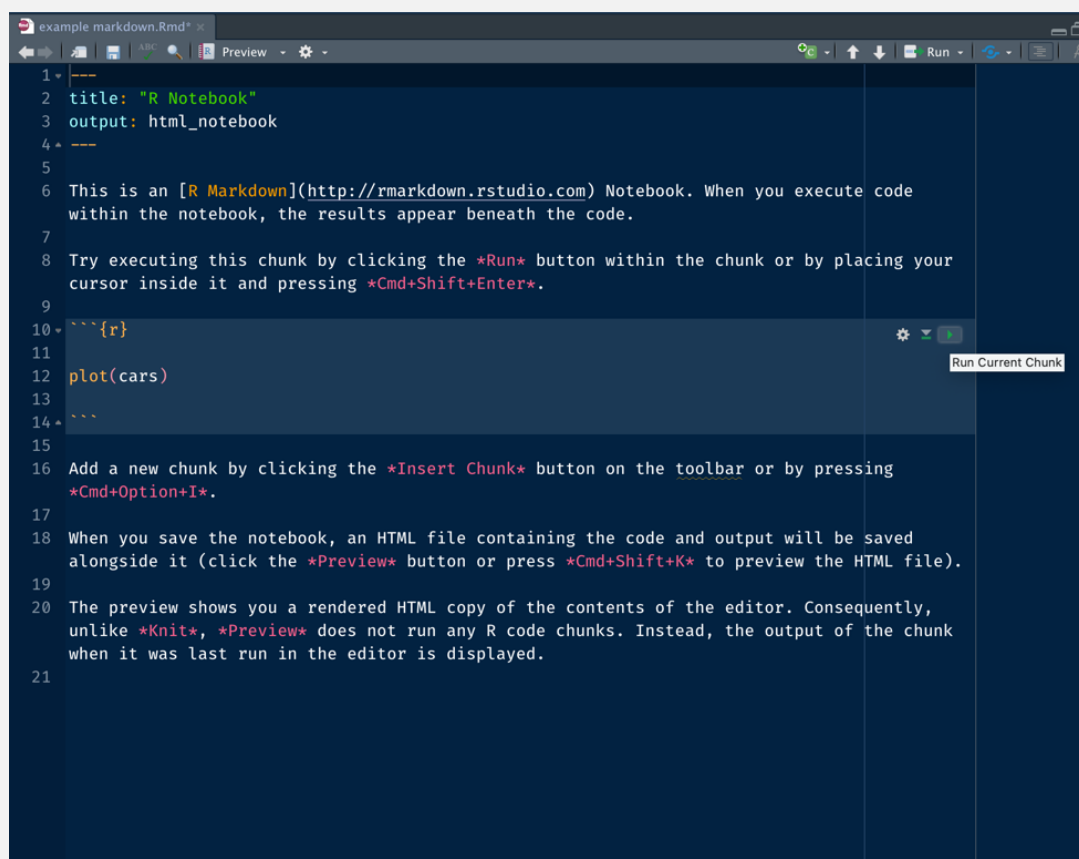 example markdown.Rmd* ×
ABC Preview Run
1 ---
2 title: "R Notebook"
3 output: html_notebook
4 ---
5
6 This is an [R Markdown](http://rmarkdown.rstudio.com) Notebook. When you execute code
within the notebook, the results appear beneath the code.
7
8 Try executing this chunk by clicking the *Run* button within the chunk or by placing your
cursor inside it and pressing *Cmd+Shift+Enter*.
9
10 ```{r}
Run Current Chunk
11
12 plot(cars)
13
14 ```
15
16 Add a new chunk by clicking the *Insert Chunk* button on the toolbar or by pressing
*Cmd+Option+I*.
17
18 When you save the notebook, an HTML file containing the code and output will be saved
alongside it (click the *Preview* button or press *Cmd+Shift+K* to preview the HTML file).
19
20 The preview shows you a rendered HTML copy of the contents of the editor. Consequently,
unlike *Knit*, *Preview* does not run any R code chunks. Instead, the output of the chunk
when it was last run in the editor is displayed.
21